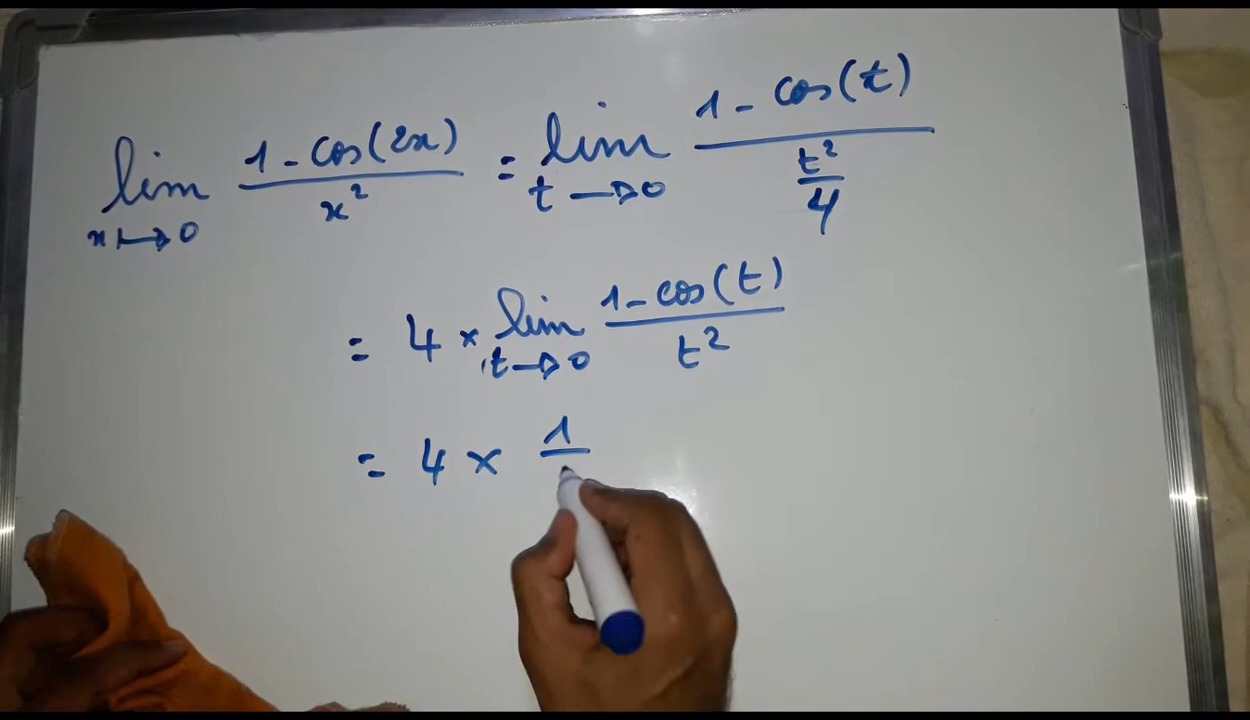 lim x⟼0 1-cos(2x)/x² = lim t→0 1-cos(t)/(t²/4)
= 4 × lim t→0 1-cos(t)/t²
= 4 × 1/